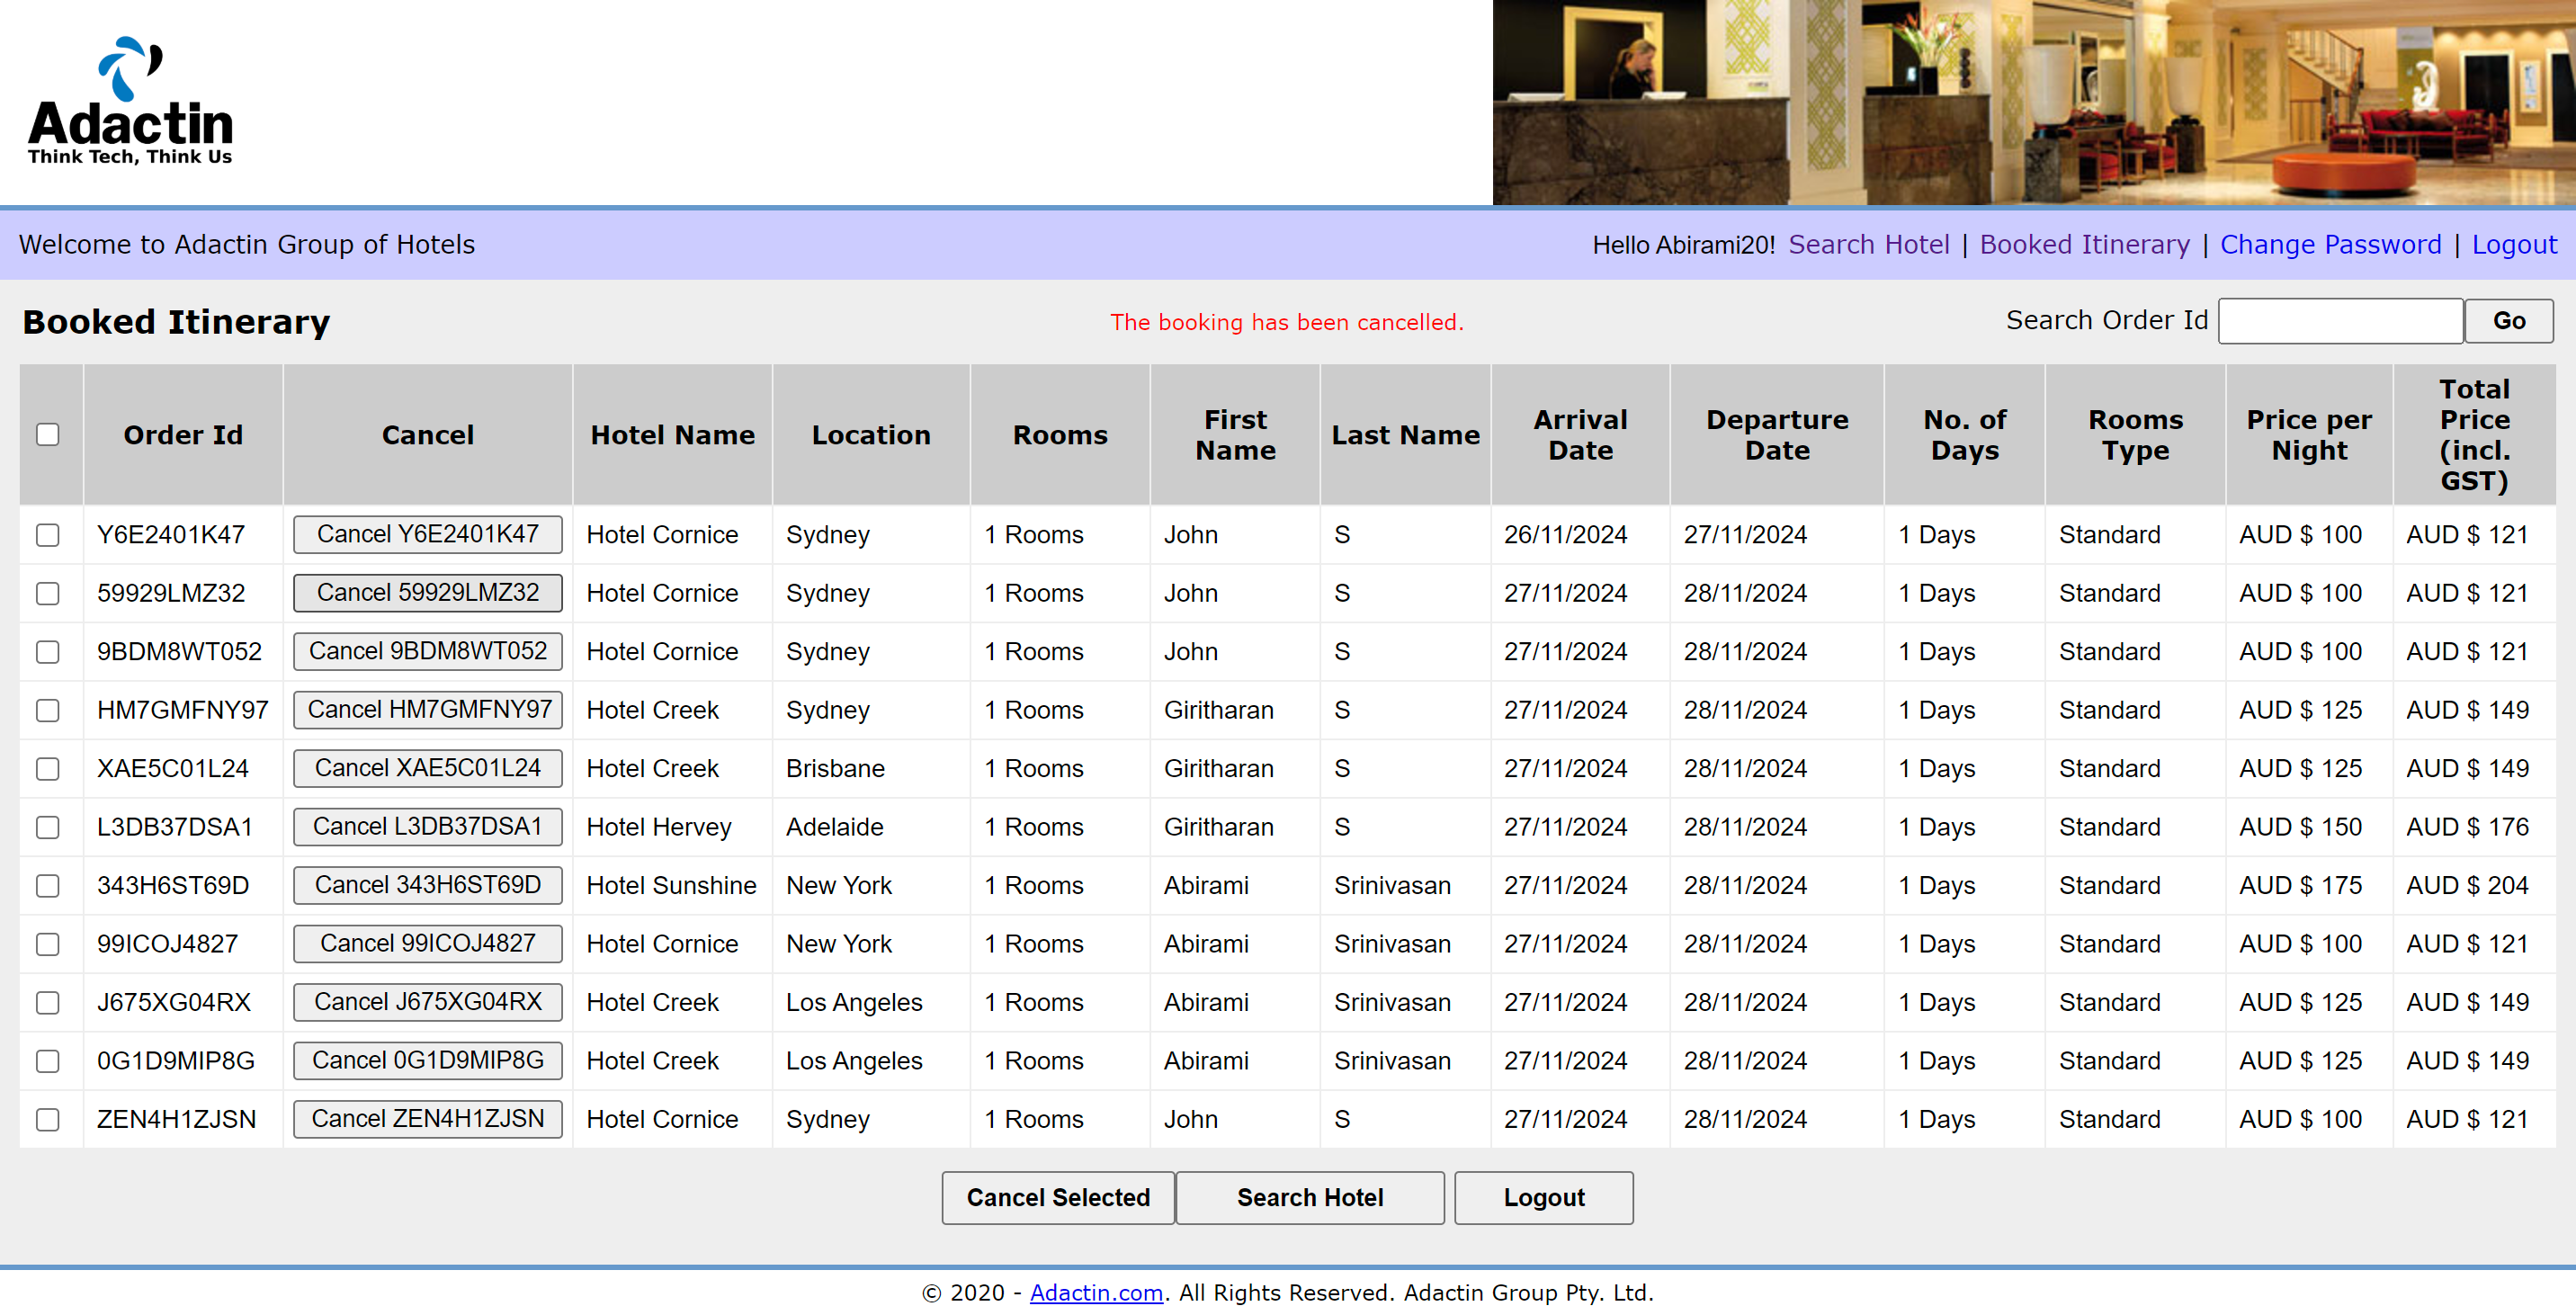 Adactin
Think Tech, Think Us
Welcome to Adactin Group of Hotels
Hello Abirami20! Search Hotel | Booked Itinerary | Change Password | Logout
Booked Itinerary
The booking has been cancelled.
Search Order Id Go
Order Id Cancel Hotel Name Location Rooms First Name Last Name Arrival Date Departure Date No. of Days Rooms Type Price per Night Total Price (incl. GST)
Y6E2401K47 Cancel Y6E2401K47 Hotel Cornice Sydney 1 Rooms John S 26/11/2024 27/11/2024 1 Days Standard AUD $ 100 AUD $ 121
59929LMZ32 Cancel 59929LMZ32 Hotel Cornice Sydney 1 Rooms John S 27/11/2024 28/11/2024 1 Days Standard AUD $ 100 AUD $ 121
9BDM8WT052 Cancel 9BDM8WT052 Hotel Cornice Sydney 1 Rooms John S 27/11/2024 28/11/2024 1 Days Standard AUD $ 100 AUD $ 121
HM7GMFNY97 Cancel HM7GMFNY97 Hotel Creek Sydney 1 Rooms Giritharan S 27/11/2024 28/11/2024 1 Days Standard AUD $ 125 AUD $ 149
XAE5C01L24 Cancel XAE5C01L24 Hotel Creek Brisbane 1 Rooms Giritharan S 27/11/2024 28/11/2024 1 Days Standard AUD $ 125 AUD $ 149
L3DB37DSA1 Cancel L3DB37DSA1 Hotel Hervey Adelaide 1 Rooms Giritharan S 27/11/2024 28/11/2024 1 Days Standard AUD $ 150 AUD $ 176
343H6ST69D Cancel 343H6ST69D Hotel Sunshine New York 1 Rooms Abirami Srinivasan 27/11/2024 28/11/2024 1 Days Standard AUD $ 175 AUD $ 204
99ICOJ4827 Cancel 99ICOJ4827 Hotel Cornice New York 1 Rooms Abirami Srinivasan 27/11/2024 28/11/2024 1 Days Standard AUD $ 100 AUD $ 121
J675XG04RX Cancel J675XG04RX Hotel Creek Los Angeles 1 Rooms Abirami Srinivasan 27/11/2024 28/11/2024 1 Days Standard AUD $ 125 AUD $ 149
0G1D9MIP8G Cancel 0G1D9MIP8G Hotel Creek Los Angeles 1 Rooms Abirami Srinivasan 27/11/2024 28/11/2024 1 Days Standard AUD $ 125 AUD $ 149
ZEN4H1ZJSN Cancel ZEN4H1ZJSN Hotel Cornice Sydney 1 Rooms John S 27/11/2024 28/11/2024 1 Days Standard AUD $ 100 AUD $ 121
Cancel Selected Search Hotel Logout
© 2020 - Adactin.com. All Rights Reserved. Adactin Group Pty. Ltd.